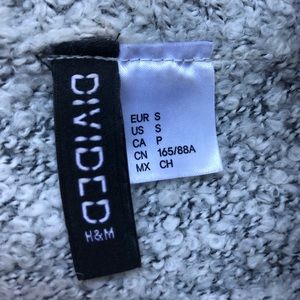 DIVIDED
H&M
EUR S
US S
CA P
CN 165/88A
MX CH